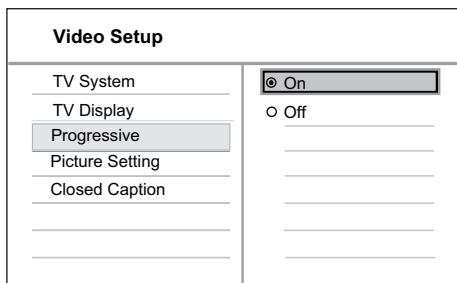 Video Setup
TV System
TV Display
Progressive
Picture Setting
Closed Caption
On
Off